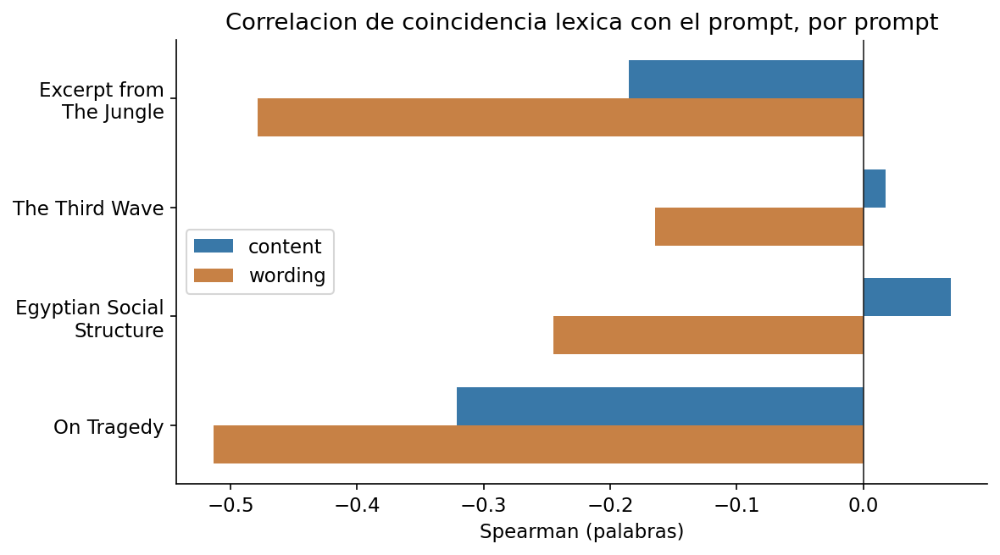 Correlacion de coincidencia lexica con el prompt, por prompt
Excerpt from
The Jungle
The Third Wave
Egyptian Social
Structure
On Tragedy
content
wording
−0.5
−0.4
−0.3
−0.2
−0.1
0.0
Spearman (palabras)